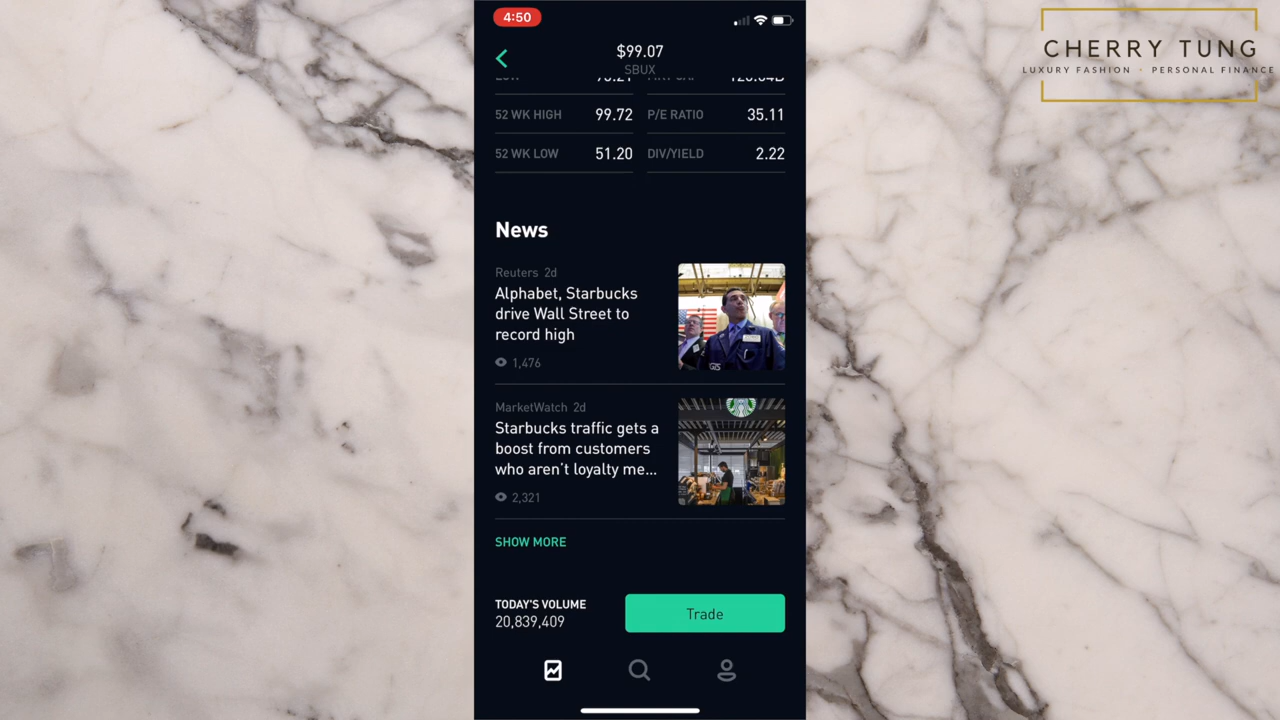 4:50
CHERRY TUNG
LUXURY FASHION · PERSONAL FINANCE
$99.07
SBUX
52 WK HIGH 99.72 P/E RATIO 35.11
52 WK LOW 51.20 DIV/YIELD 2.22
News
Reuters 2d
Alphabet, Starbucks
drive Wall Street to
record high
1,476
MarketWatch 2d
Starbucks traffic gets a
boost from customers
who aren't loyalty me...
2,321
SHOW MORE
TODAY'S VOLUME
20,839,409
Trade